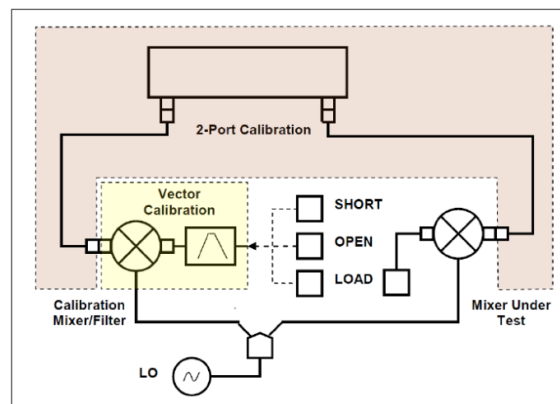 2-Port Calibration
Vector
Calibration
SHORT
OPEN
LOAD
Calibration
Mixer/Filter
Mixer Under
Test
LO